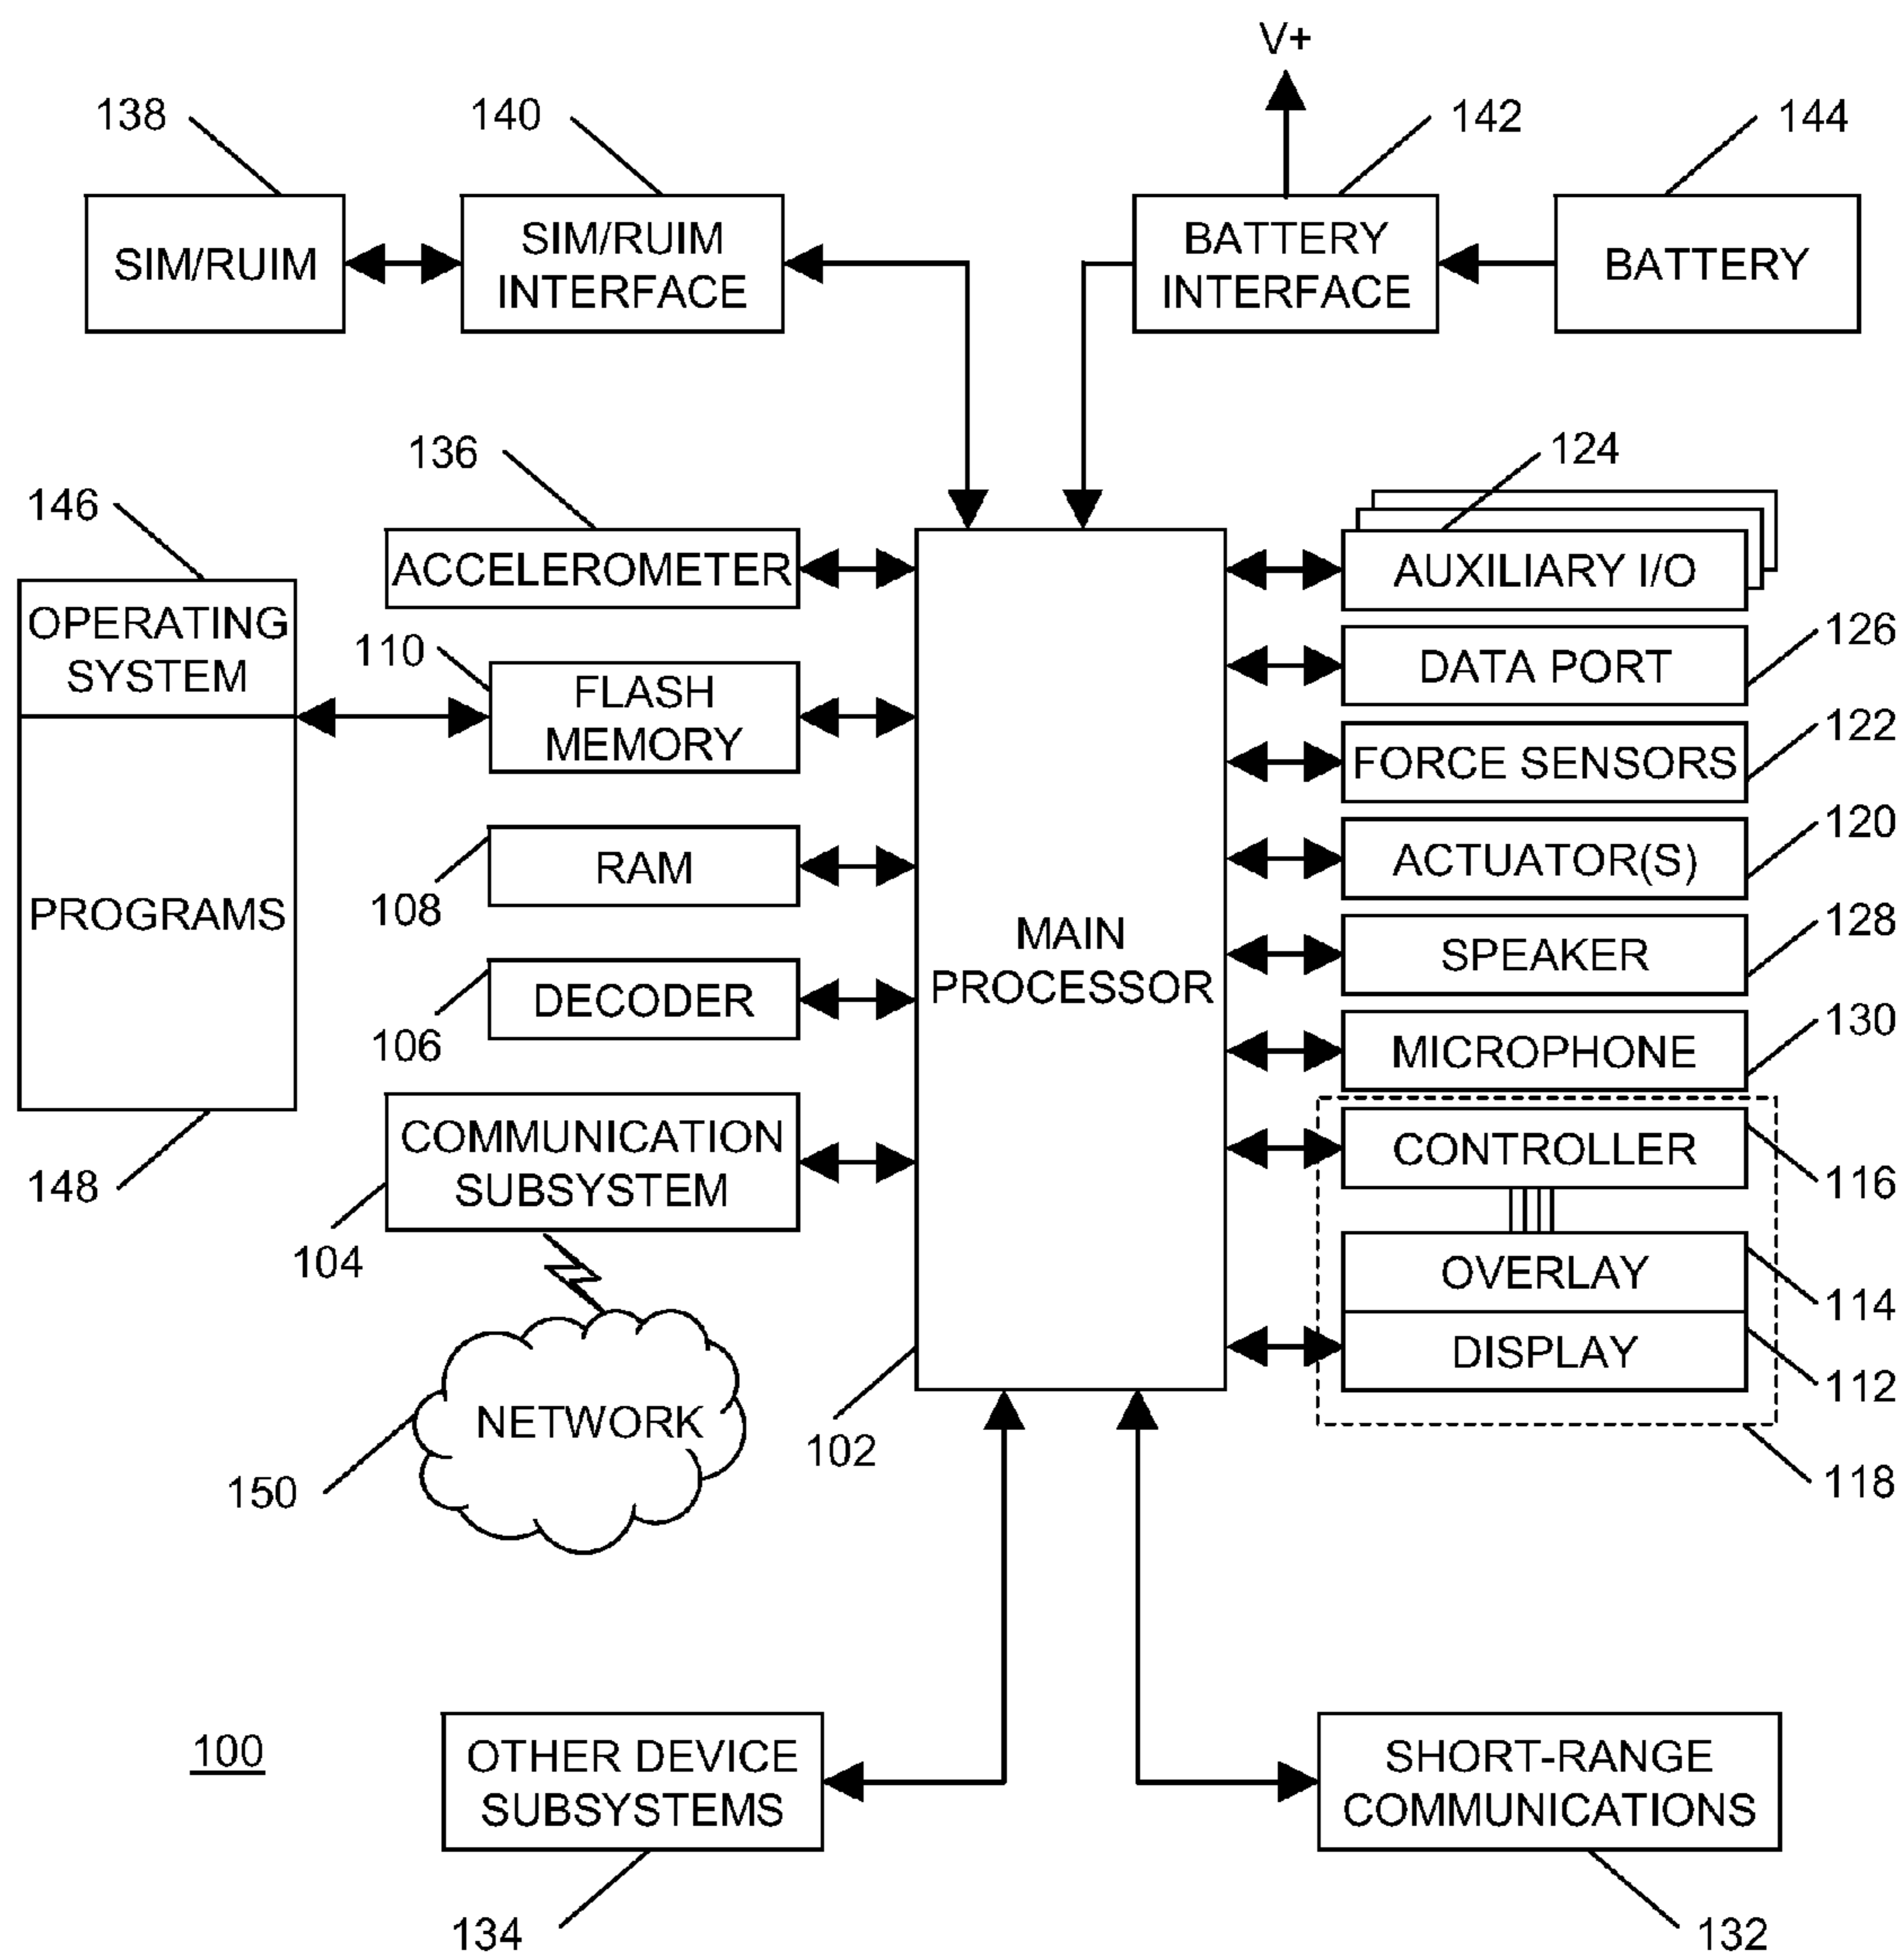 V+
138
140
142
144
SIM/RUIM
SIM/RUIM
INTERFACE
BATTERY
INTERFACE
BATTERY
136
124
146
ACCELEROMETER
AUXILIARY I/O
OPERATING
SYSTEM
110
FLASH
MEMORY
DATA PORT
126
FORCE SENSORS
122
PROGRAMS
RAM
108
ACTUATOR(S)
120
MAIN
PROCESSOR
SPEAKER
128
DECODER
106
MICROPHONE
130
148
COMMUNICATION
SUBSYSTEM
104
CONTROLLER
116
OVERLAY
114
DISPLAY
112
NETWORK
150
102
118
100
OTHER DEVICE
SUBSYSTEMS
SHORT-RANGE
COMMUNICATIONS
134
132